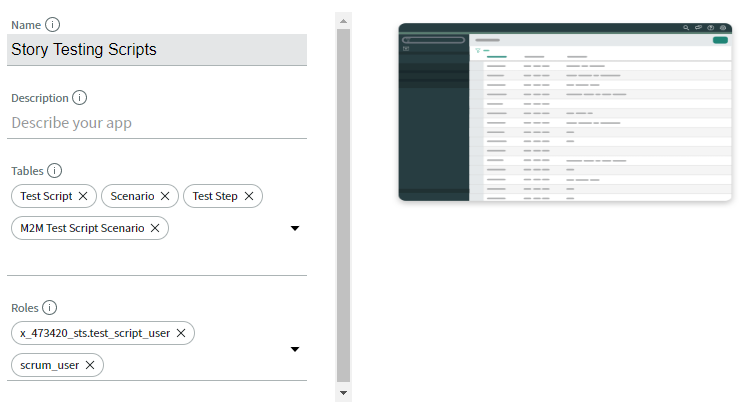 Name
Story Testing Scripts
Description
Describe your app
Tables
Test Script
Scenario
Test Step
M2M Test Script Scenario
Roles
x_473420_sts.test_script_user
scrum_user